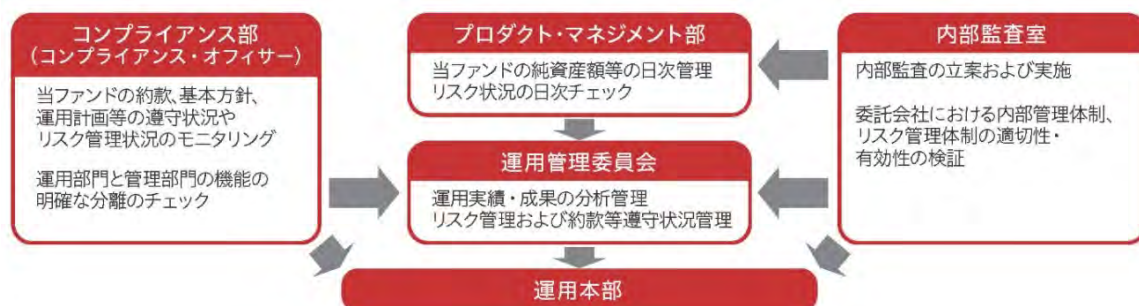 コンプライアンス部
(コンプライアンス・オフィサー)
当ファンドの約款、基本方針、
運用計画等の遵守状況や
リスク管理状況のモニタリング
運用部門と管理部門の機能の
明確な分離のチェック
プロダクト・マネジメント部
当ファンドの純資産額等の日次管理
リスク状況の日次チェック
運用管理委員会
運用実績・成果の分析管理
リスク管理および約款等遵守状況管理
内部監査室
内部監査の立案および実施
委託会社における内部管理体制、
リスク管理体制の適切性・
有効性の検証
運用本部